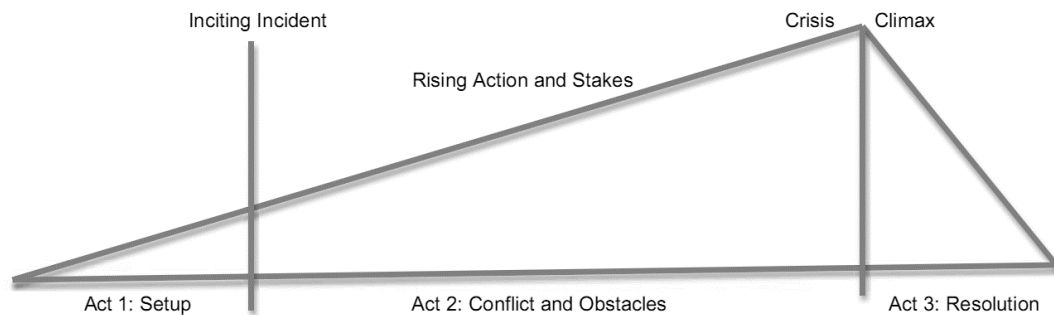 Inciting Incident
Crisis
Climax
Rising Action and Stakes
Act 1: Setup
Act 2: Conflict and Obstacles
Act 3: Resolution